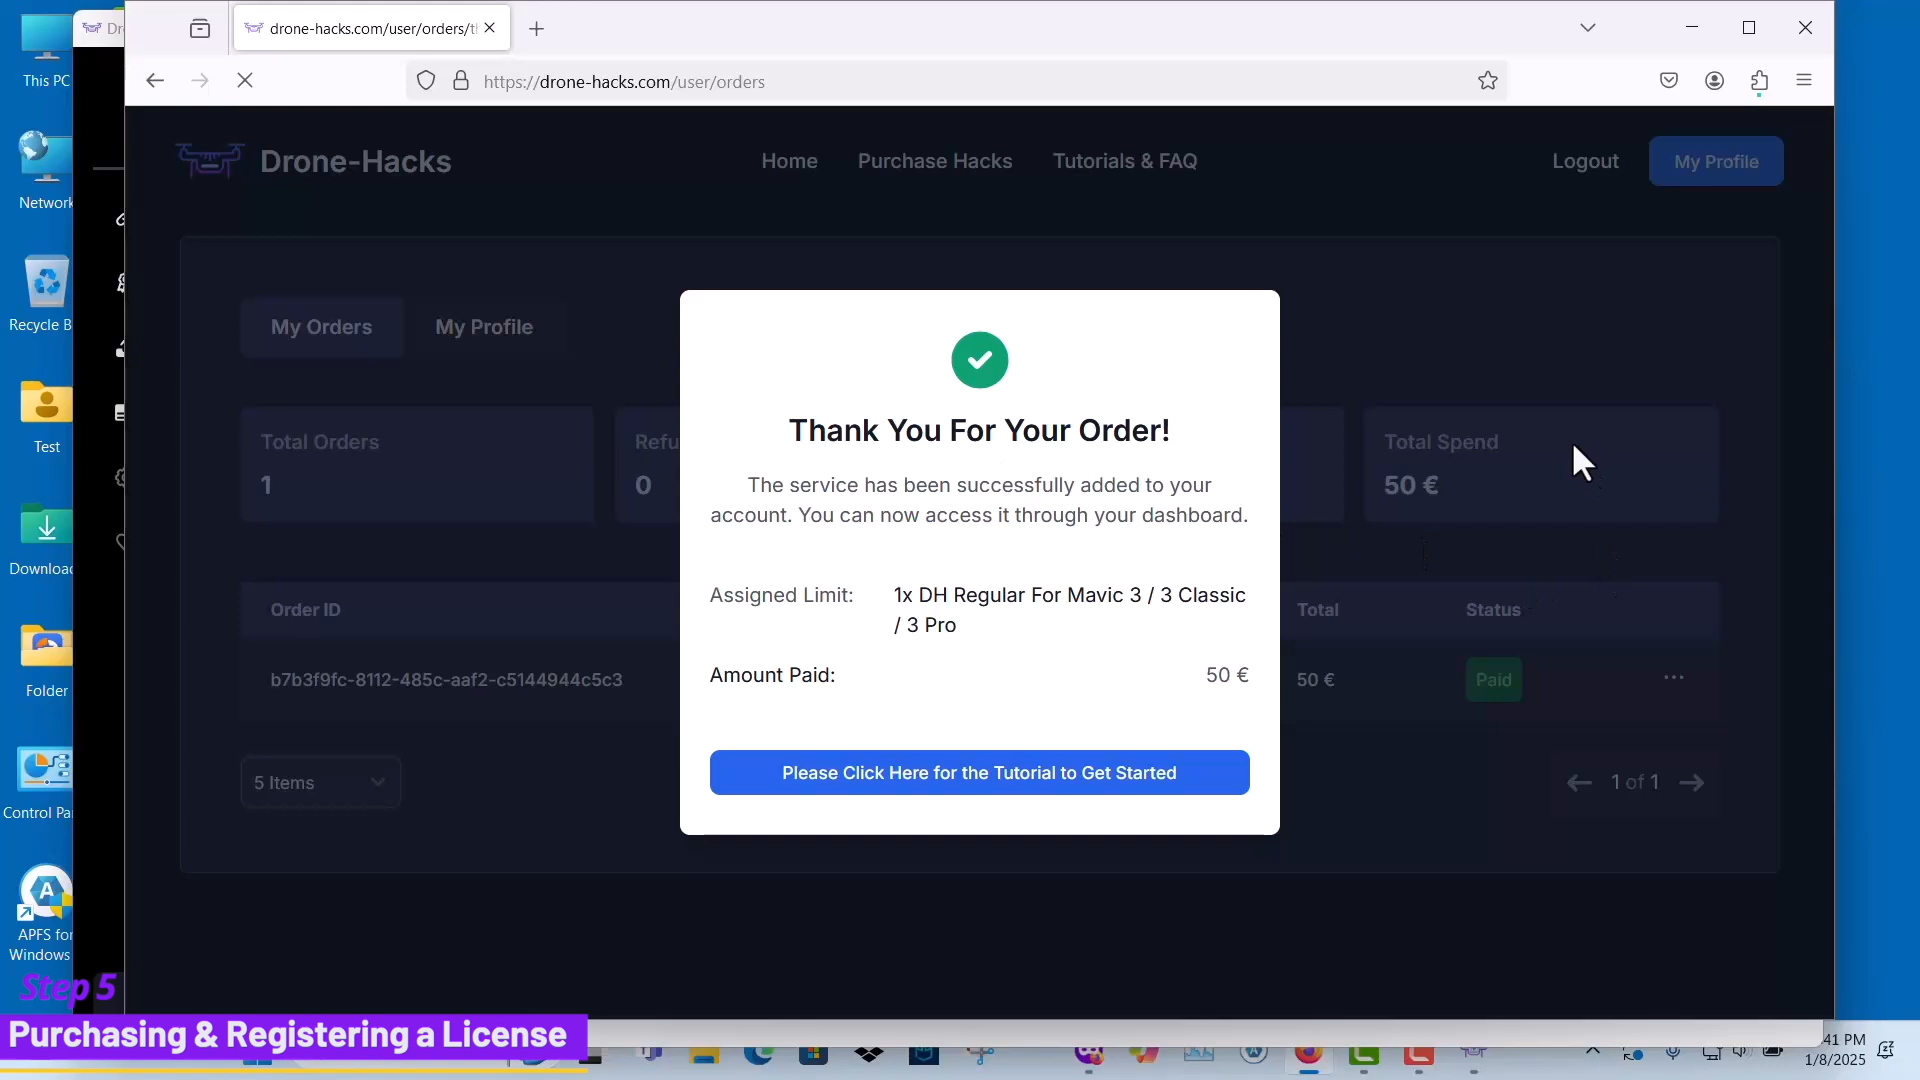 This PC
Network
Recycle B
Test
Downloac
Folder
Control Pa
APFS for
Windows
Dr
drone-hacks.com/user/orders/t
https://drone-hacks.com/user/orders
Drone-Hacks
Home
Purchase Hacks
Tutorials & FAQ
Logout
My Profile
My Orders
My Profile
Total Orders
1
Refu
0
Total Spend
50 €
Order ID
Total
Status
b7b3f9fc-8112-485c-aaf2-c5144944c5c3
50 €
Paid
5 Items
1 of 1
Thank You For Your Order!
The service has been successfully added to your
account. You can now access it through your dashboard.
Assigned Limit:
1x DH Regular For Mavic 3 / 3 Classic
/ 3 Pro
Amount Paid:
50 €
Please Click Here for the Tutorial to Get Started
Step 5
Purchasing & Registering a License
41 PM
1/8/2025